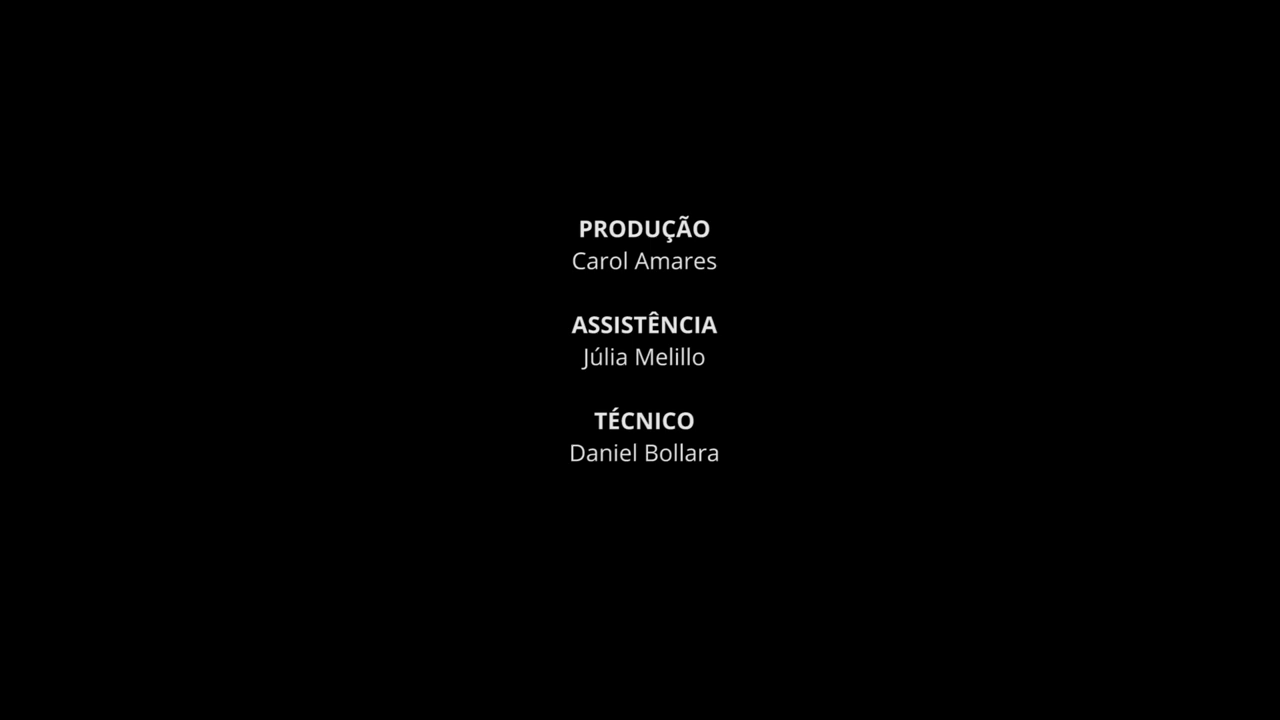 PRODUÇÃO
Carol Amares
ASSISTÊNCIA
Júlia Melillo
TÉCNICO
Daniel Bollara